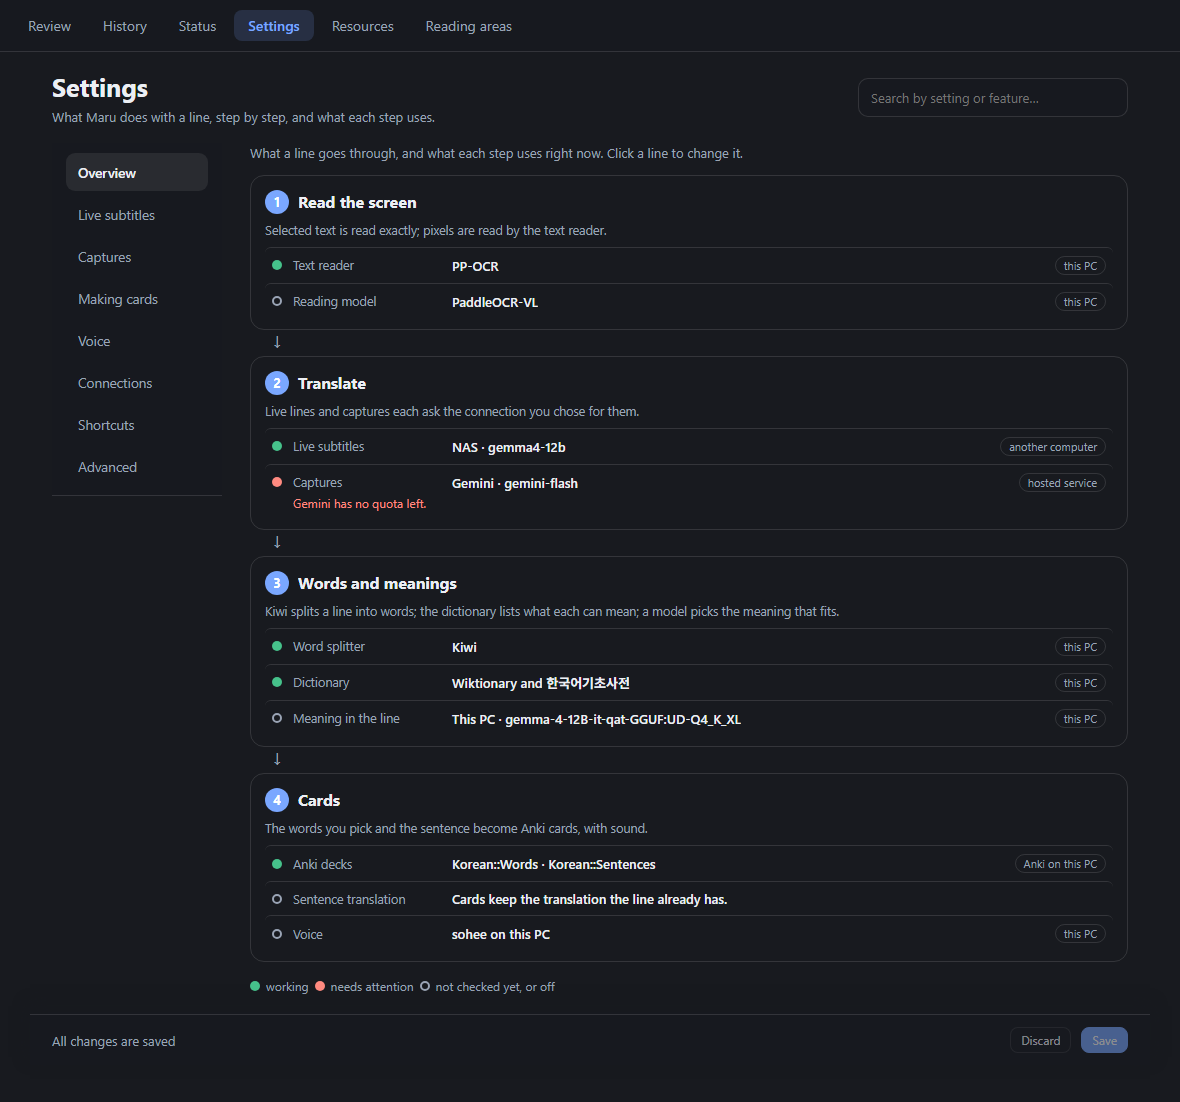 Review History Status Settings Resources Reading areas
Settings
Search by setting or feature...
What Maru does with a line, step by step, and what each step uses.
Overview
Live subtitles
Captures
Making cards
Voice
Connections
Shortcuts
Advanced
What a line goes through, and what each step uses right now. Click a line to change it.
1 Read the screen
Selected text is read exactly; pixels are read by the text reader.
Text reader PP-OCR this PC
Reading model PaddleOCR-VL this PC
↓
2 Translate
Live lines and captures each ask the connection you chose for them.
Live subtitles NAS · gemma4-12b another computer
Captures Gemini · gemini-flash hosted service
Gemini has no quota left.
↓
3 Words and meanings
Kiwi splits a line into words; the dictionary lists what each can mean; a model picks the meaning that fits.
Word splitter Kiwi this PC
Dictionary Wiktionary and 한국어기초사전 this PC
Meaning in the line This PC · gemma-4-12B-it-qat-GGUF:UD-Q4_K_XL this PC
↓
4 Cards
The words you pick and the sentence become Anki cards, with sound.
Anki decks Korean::Words · Korean::Sentences Anki on this PC
Sentence translation Cards keep the translation the line already has.
Voice sohee on this PC this PC
working needs attention not checked yet, or off
All changes are saved Discard Save